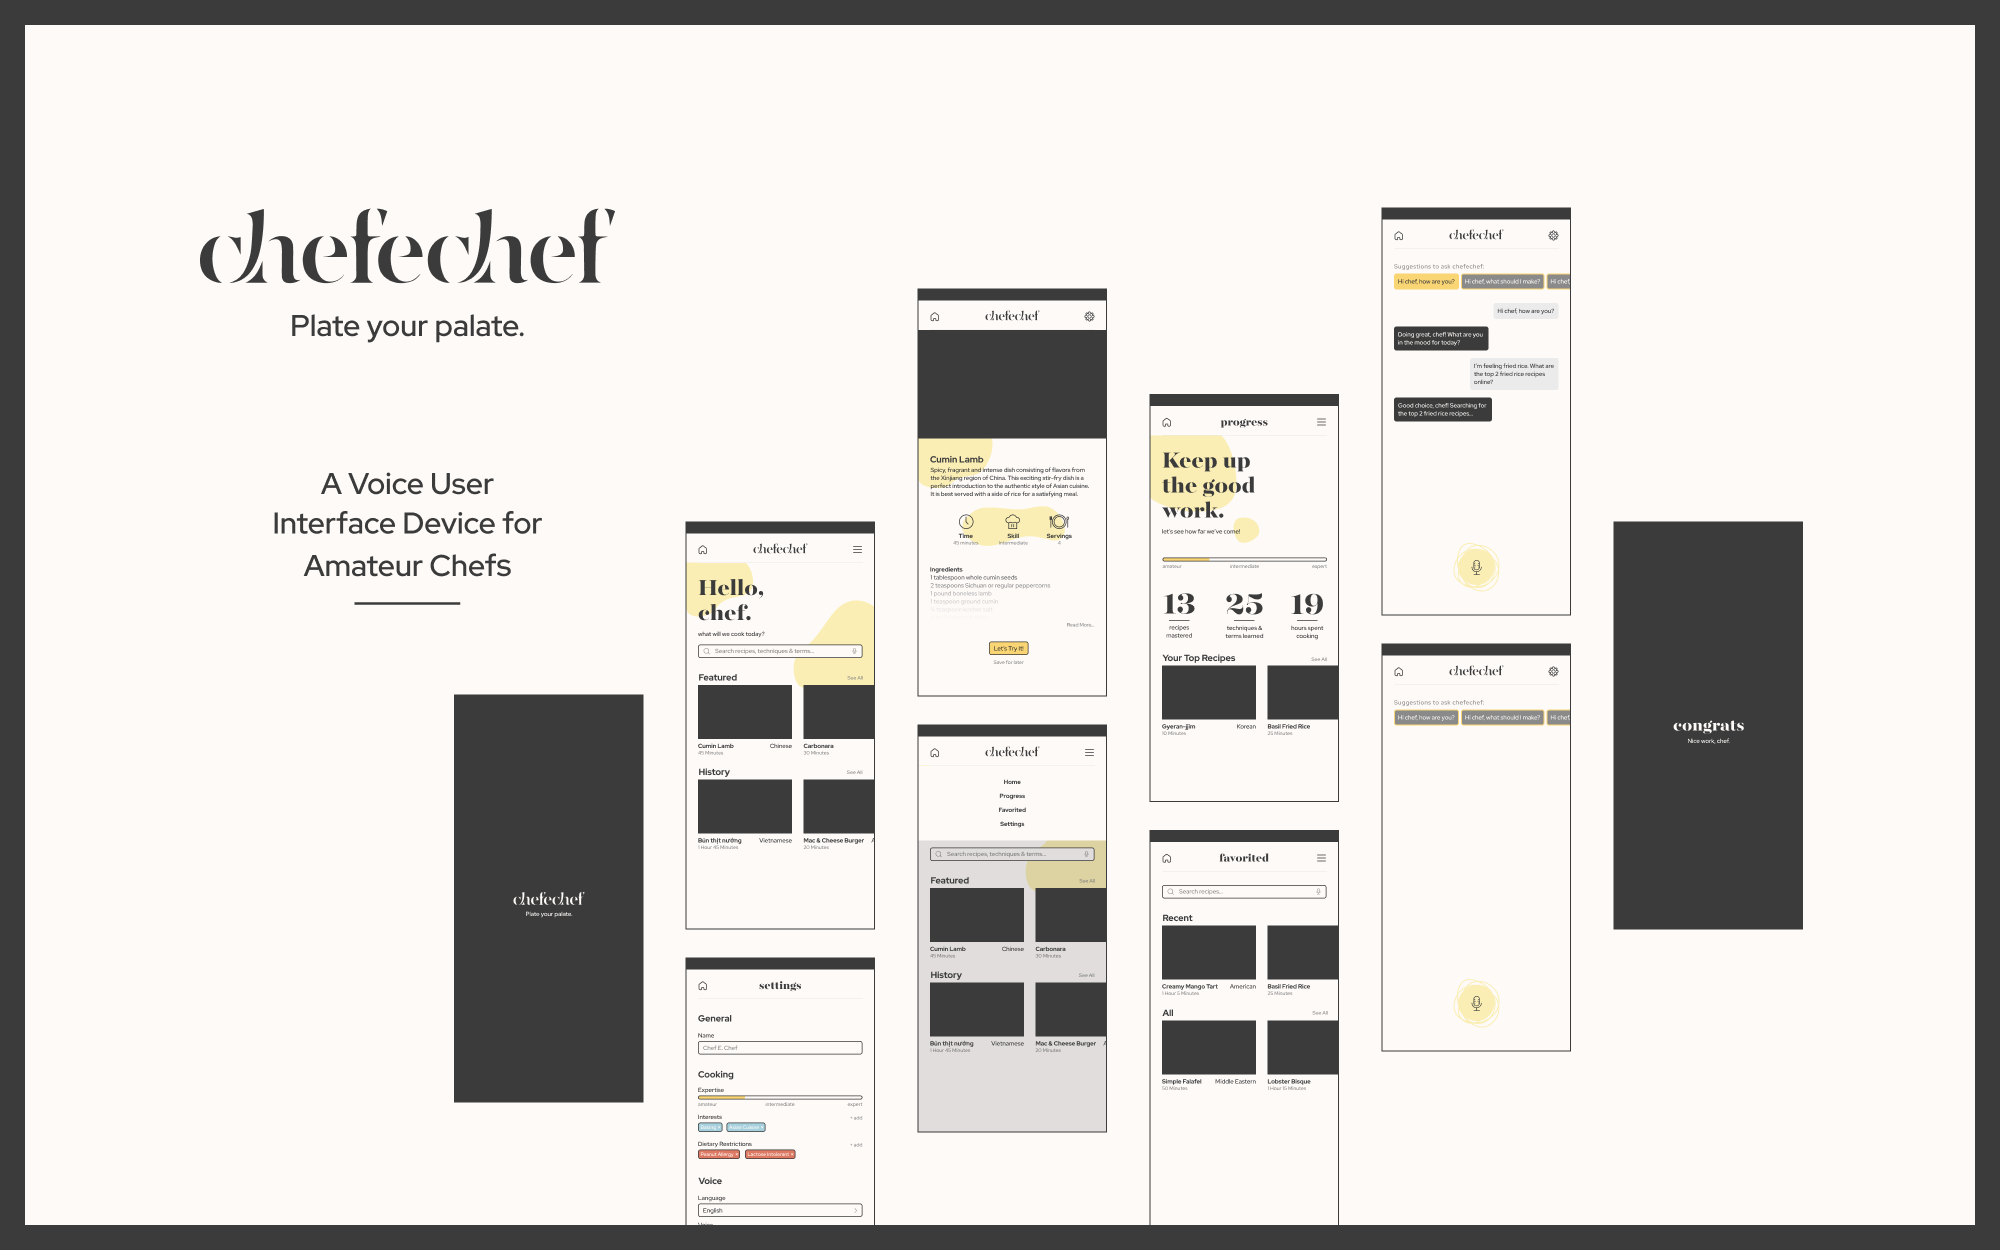 chefechef
Plate your palate.
A Voice User
Interface Device for
Amateur Chefs
chefechef
Plate your palate.
chefechef
Hello,
chef.
what will we cook today?
Search recipes, techniques & terms...
Featured
See All
Cumin Lamb
Chinese
45 Minutes
Carbonara
30 Minutes
History
See All
Bún thịt nướng
Vietnamese
1 Hour 45 Minutes
Mac & Cheese Burger
20 Minutes
settings
General
Name
Chef E. Chef
Cooking
Expertise
amateur
intermediate
expert
Interests
+ add
Baking ×
Asian Cuisine ×
Dietary Restrictions
+ add
Peanut Allergy ×
Lactose Intolerant ×
Voice
Language
English
chefechef
Cumin Lamb
Spicy, fragrant and intense dish consisting of flavors from
the Xinjiang region of China. This exciting stir-fry dish is a
perfect introduction to the authentic style of Asian cuisine.
It is best served with a side of rice for a satisfying meal.
Time
45 minutes
Skill
Intermediate
Servings
4
Ingredients
1 tablespoon whole cumin seeds
2 teaspoons Sichuan or regular peppercorns
1 pound boneless lamb
1 teaspoon ground cumin
Read More...
Let's Try It!
Save for later
chefechef
Home
Progress
Favorited
Settings
Search recipes, techniques & terms...
Featured
See All
Cumin Lamb
Chinese
45 Minutes
Carbonara
30 Minutes
History
See All
Bún thịt nướng
Vietnamese
1 Hour 45 Minutes
Mac & Cheese Burger
20 Minutes
progress
Keep up
the good
work.
let's see how far we've come!
amateur
intermediate
expert
13
recipes
mastered
25
techniques &
terms learned
19
hours spent
cooking
Your Top Recipes
See All
Gyeran-jjim
Korean
10 Minutes
Basil Fried Rice
25 Minutes
favorited
Search recipes...
Recent
Creamy Mango Tart
American
1 Hour 5 Minutes
Basil Fried Rice
25 Minutes
All
See All
Simple Falafel
Middle Eastern
50 Minutes
Lobster Bisque
1 Hour 15 Minutes
chefechef
Suggestions to ask chefechef:
Hi chef, how are you?
Hi chef, what should I make?
Hi chef,
Hi chef, how are you?
Doing great, chef! What are you
in the mood for today?
I'm feeling fried rice. What are
the top 2 fried rice recipes
online?
Good choice, chef! Searching for
the top 2 fried rice recipes...
chefechef
Suggestions to ask chefechef:
Hi chef, how are you?
Hi chef, what should I make?
Hi chef,
congrats
Nice work, chef.